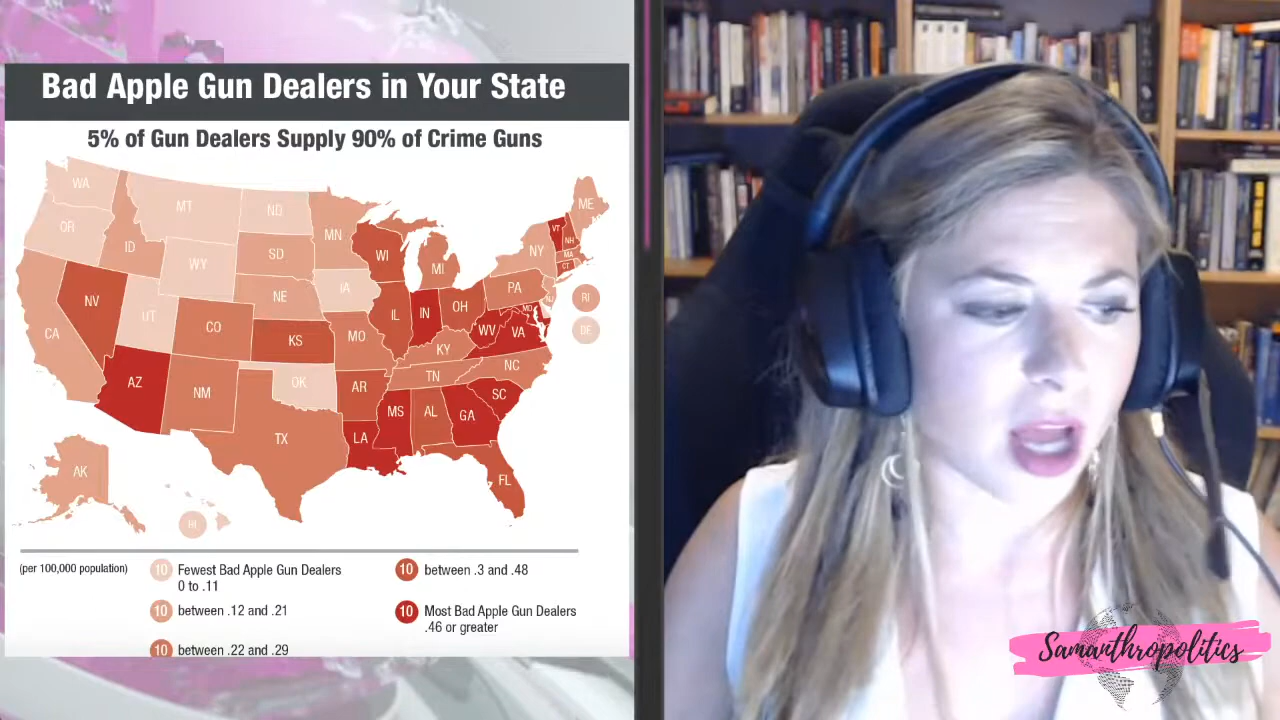 Bad Apple Gun Dealers in Your State
5% of Gun Dealers Supply 90% of Crime Guns
WA
OR
MT
ND
ID
WY
SD
MN
WI
MI
NY
VT
NH
ME
MA
CT
RI
NJ
DE
MD
PA
NE
IA
IL
IN
OH
WV
VA
NV
UT
CO
KS
MO
KY
CA
AZ
NM
OK
AR
TN
NC
SC
TX
LA
MS
AL
GA
FL
AK
HI
(per 100,000 population)
10 Fewest Bad Apple Gun Dealers
0 to .11
10 between .12 and .21
10 between .22 and .29
10 between .3 and .48
10 Most Bad Apple Gun Dealers
.46 or greater
Samanthropolitics